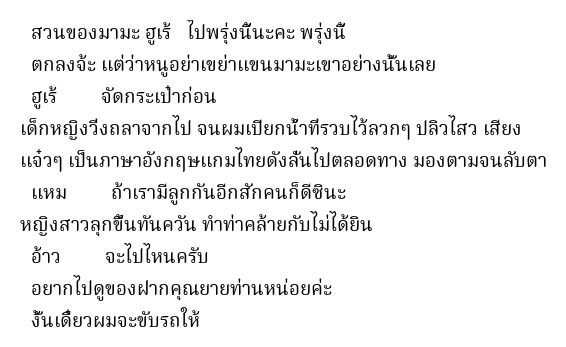 สวนของมามะ ฮูเร้ ไปพรุ่งนี้นะคะ พรุ่งนี้
ตกลงจ้ะ แต่ว่าหนูอย่าเขย่าแขนมามะเขาอย่างนั้นเลย
ฮูเร้ จัดกระเป๋าก่อน
เด็กหญิงวิ่งถลาจากไป จนผมเปียกน้ำที่รวบไว้ลวกๆ ปลิวไสว เสียง
แจ๋วๆ เป็นภาษาอังกฤษแกมไทยดังลั่นไปตลอดทาง มองตามจนลับตา
แหม ถ้าเรามีลูกกันอีกสักคนก็ดีซินะ
หญิงสาวลุกขึ้นทันควัน ทำท่าคล้ายกับไม่ได้ยิน
อ้าว จะไปไหนครับ
อยากไปดูของฝากคุณยายท่านหน่อยค่ะ
งั้นเดี๋ยวผมจะขับรถให้